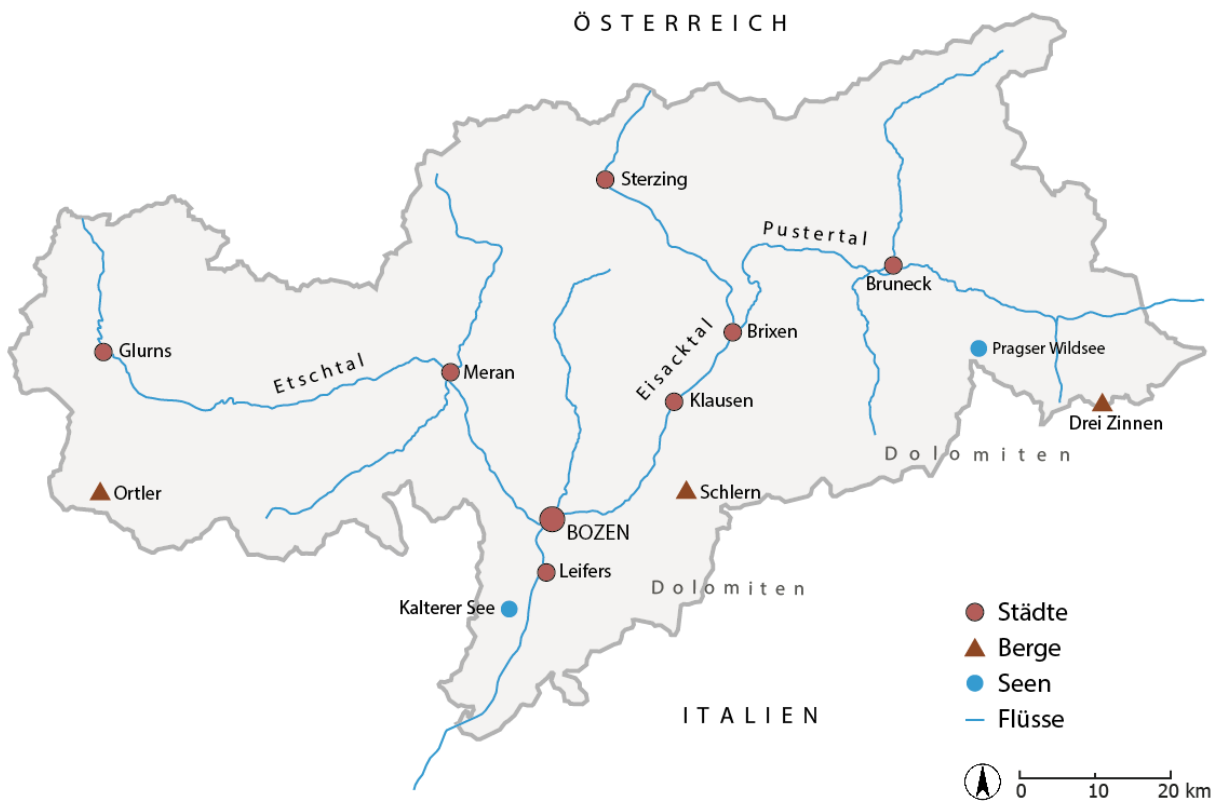 ÖSTERREICH
Sterzing
Pustertal
Bruneck
Brixen
Eisacktal
Glurns
Etschtal
Meran
Pragser Wildsee
Klausen
Drei Zinnen
Dolomiten
Ortler
Schlern
BOZEN
Leifers
Dolomiten
Kalterer See
ITALIEN
Städte
Berge
Seen
Flüsse
0 10 20 km